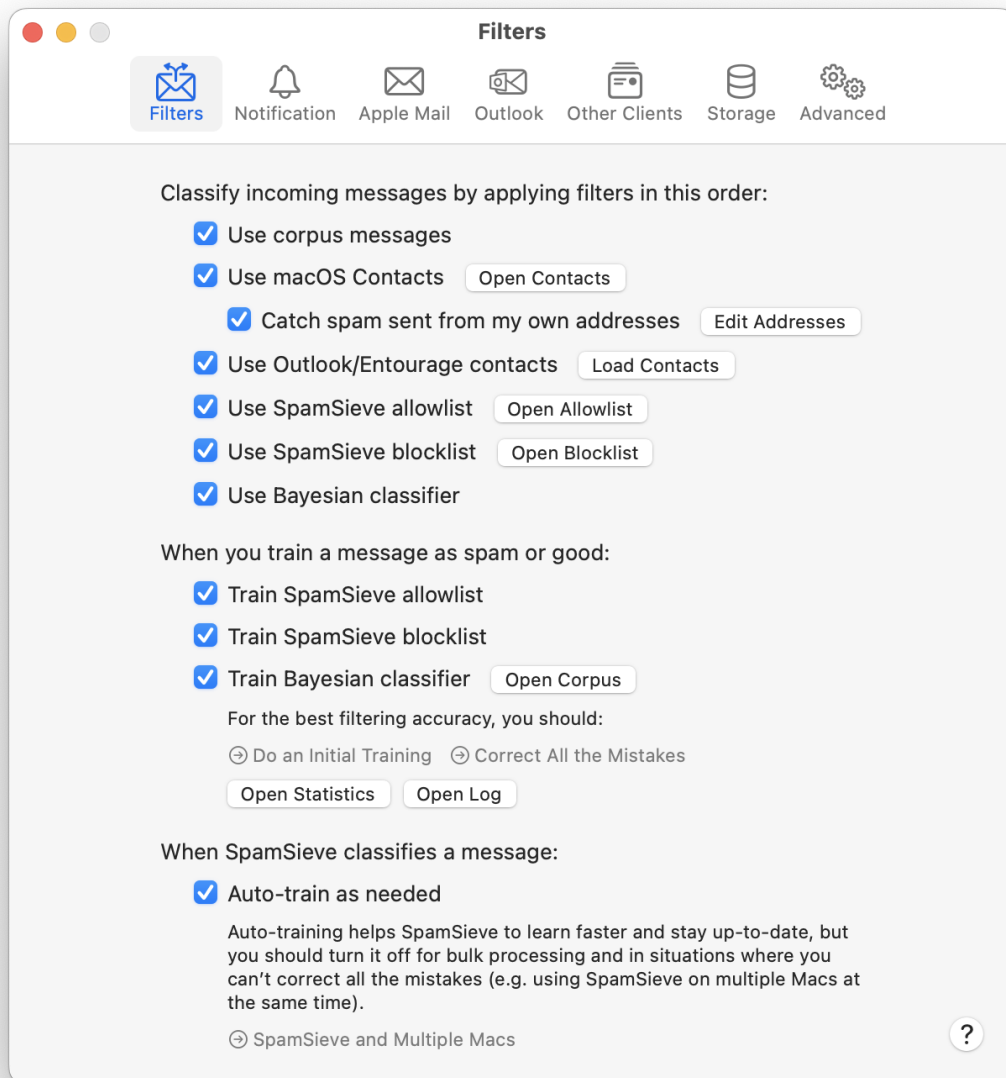 Filters
Filters Notification Apple Mail Outlook Other Clients Storage Advanced
Classify incoming messages by applying filters in this order:
Use corpus messages
Use macOS Contacts Open Contacts
Catch spam sent from my own addresses Edit Addresses
Use Outlook/Entourage contacts Load Contacts
Use SpamSieve allowlist Open Allowlist
Use SpamSieve blocklist Open Blocklist
Use Bayesian classifier
When you train a message as spam or good:
Train SpamSieve allowlist
Train SpamSieve blocklist
Train Bayesian classifier Open Corpus
For the best filtering accuracy, you should:
Do an Initial Training Correct All the Mistakes
Open Statistics Open Log
When SpamSieve classifies a message:
Auto-train as needed
Auto-training helps SpamSieve to learn faster and stay up-to-date, but
you should turn it off for bulk processing and in situations where you
can’t correct all the mistakes (e.g. using SpamSieve on multiple Macs at
the same time).
SpamSieve and Multiple Macs
?